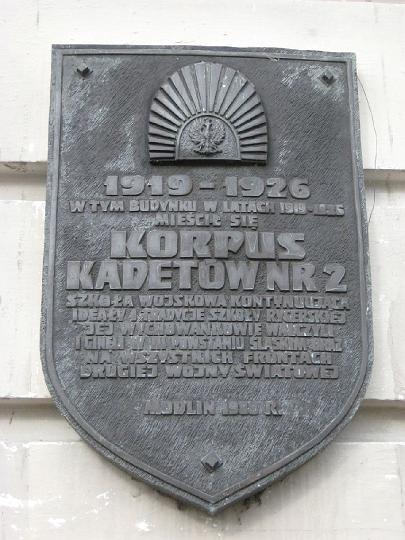 1919 - 1926
W TYM BUDYNKU W LATACH 1919-
MIEŚCIŁ SIĘ
KORPUS
KADETÓW NR 2
SZKOŁA WOJSKOWA KONTYNUUJĄCA
IDEAŁY I TRADYCJE SZKOŁY RYCERSKIEJ
JEJ WYCHOWANKOWIE WALCZYLI
I GINĘLI W III POWSTANIU ŚLĄSKIM ORAZ
NA WSZYSTKICH FRONTACH
DRUGIEJ WOJNY ŚWIATOWEJ
MODLIN R.